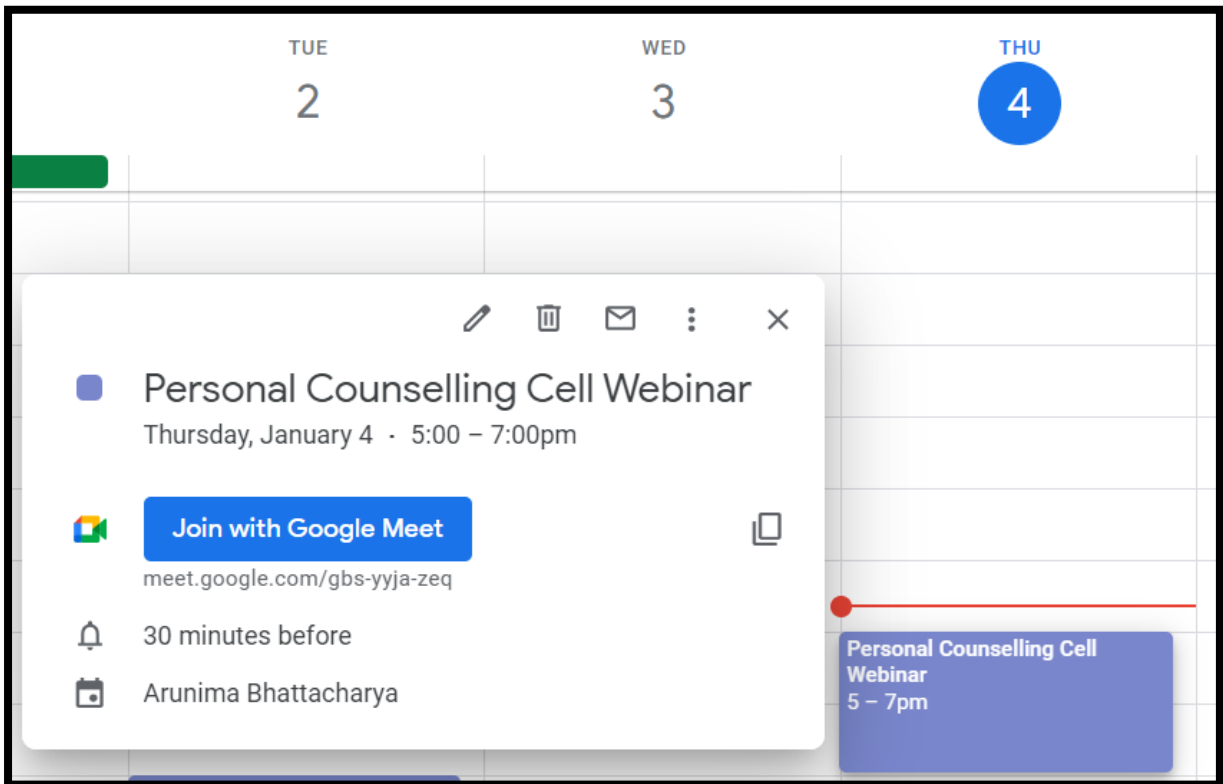 TUE
WED
THU
2
3
4
Personal Counselling Cell Webinar
Thursday, January 4 · 5:00 – 7:00pm
Join with Google Meet
meet.google.com/gbs-yyja-zeq
30 minutes before
Arunima Bhattacharya
Personal Counselling Cell
Webinar
5 – 7pm